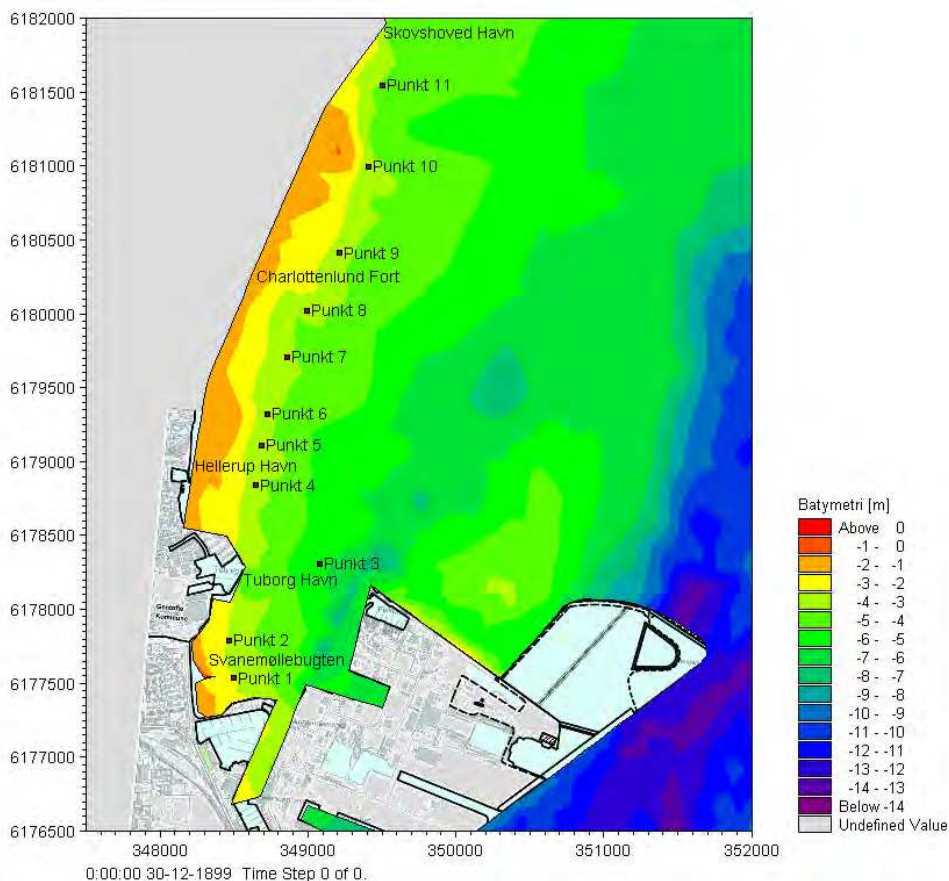 6182000
6181500
6181000
6180500
6180000
6179500
6179000
6178500
6178000
6177500
6177000
6176500
Skovshoved Havn
Punkt 11
Punkt 10
Punkt 9
Charlottenlund Fort
Punkt 8
Punkt 7
Punkt 6
Punkt 5
Hellerup Havn
Punkt 4
Punkt 3
Tuborg Havn
Punkt 2
Svanemøllebugten
Punkt 1
348000
349000
350000
351000
352000
0:00:00 30-12-1899 Time Step 0 of 0.
Batymetri [m]
Above 0
-1 - 0
-2 - -1
-3 - -2
-4 - -3
-5 - -4
-6 - -5
-7 - -6
-8 - -7
-9 - -8
-10 - -9
-11 - -10
-12 - -11
-13 - -12
-14 - -13
Below -14
Undefined Value